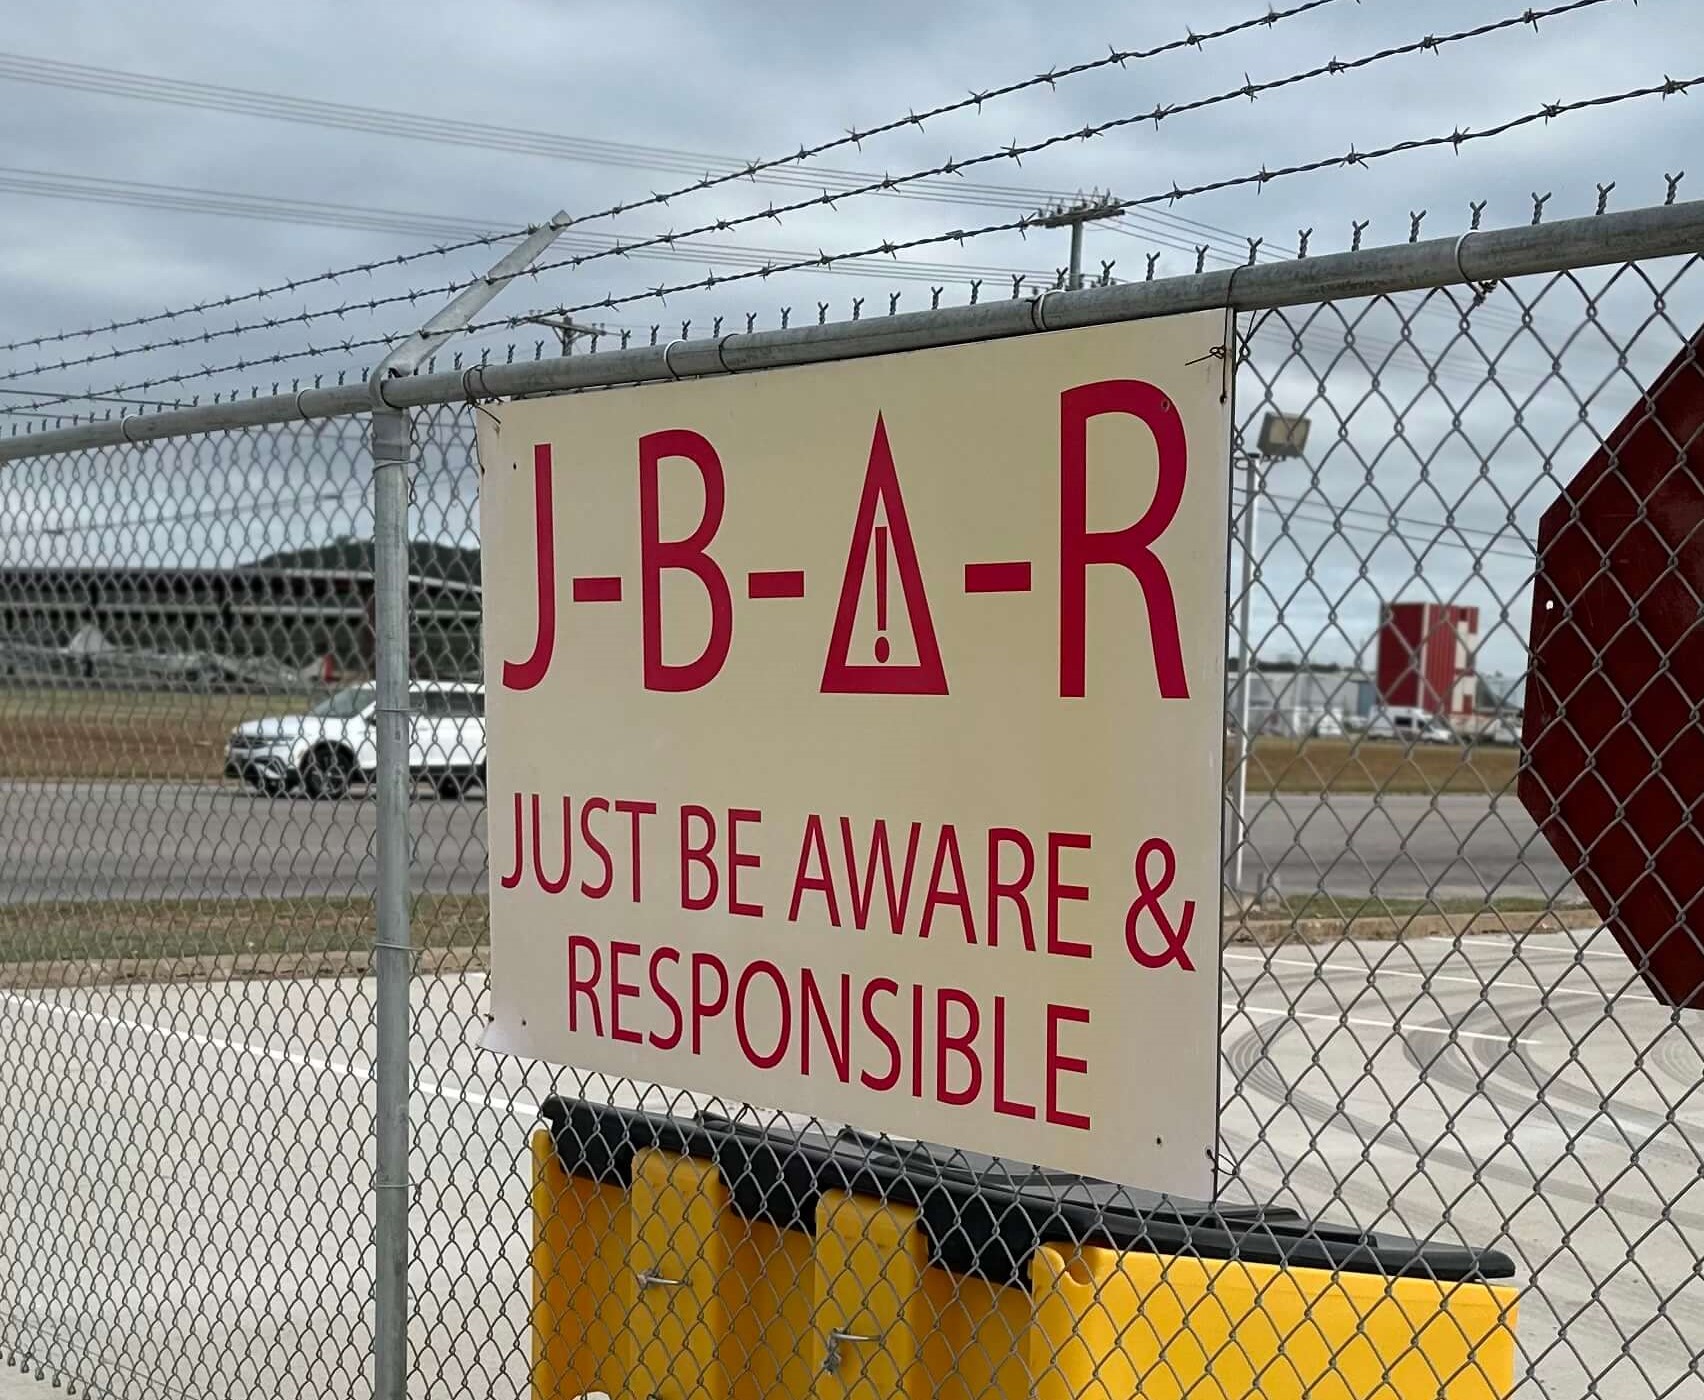 J-B-A-R
JUST BE AWARE &
RESPONSIBLE